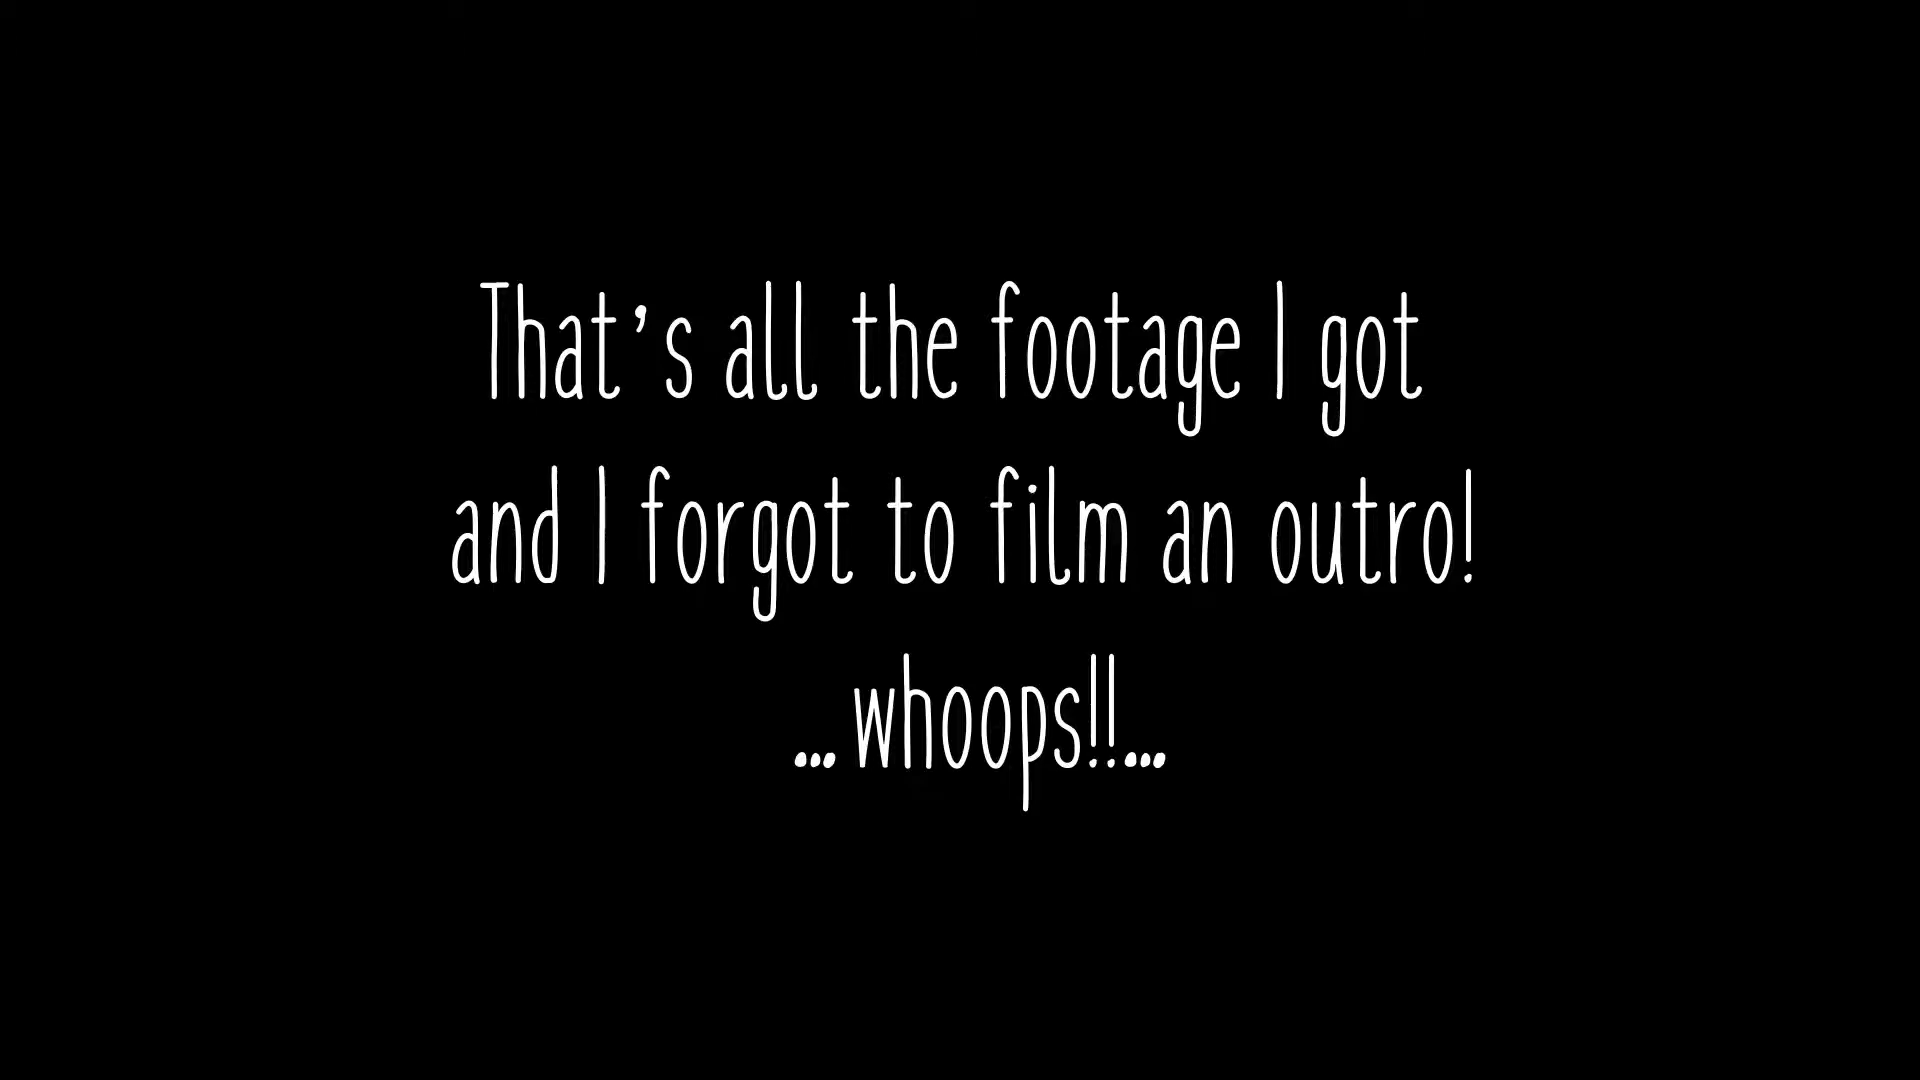 That's all the footage I got
and I forgot to film an outro!
...whoops!!...